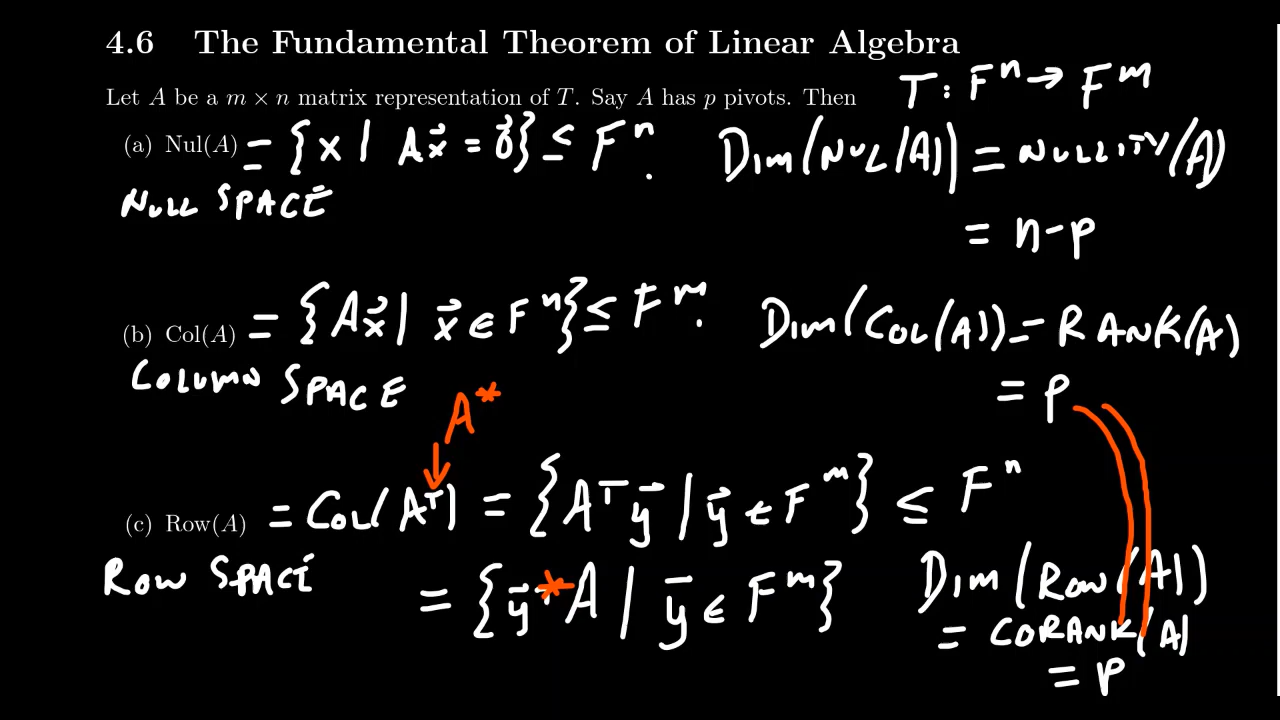 4.6 The Fundamental Theorem of Linear Algebra
Let A be a m × n matrix representation of T. Say A has p pivots. Then
T : Fⁿ → Fᵐ
(a) Nul(A) = {x | Ax⃗ = 0⃗} ≤ Fⁿ.
DIM(NUL(A)) = NULLITY(A)
NULL SPACE
= n-p
(b) Col(A) = {Ax⃗ | x⃗ ∈ Fⁿ} ≤ Fᵐ.
DIM(COL(A)) = RANK(A)
COLUMN SPACE
= p
A*
(c) Row(A) = COL(Aᵀ) = {Aᵀy⃗ | y⃗ ∈ Fᵐ} ≤ Fⁿ
ROW SPACE
= {y⃗* A | y⃗ ∈ Fᵐ}
DIM(ROW(A))
= CORANK(A)
= p